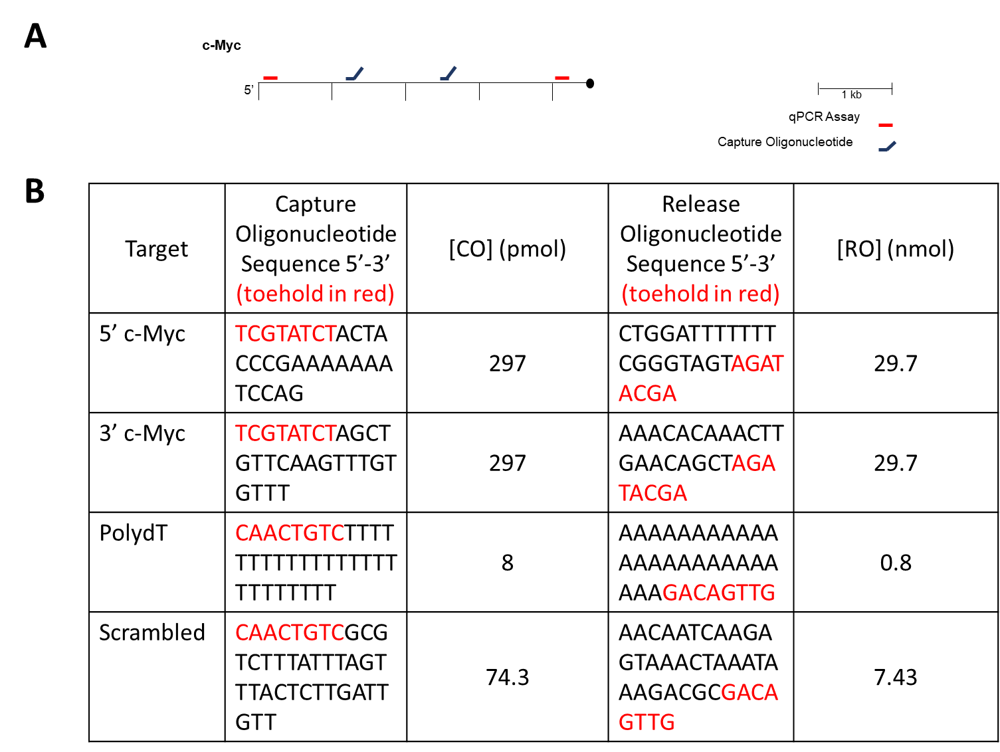 A
c-Myc
5’
1 kb
qPCR Assay
Capture Oligonucleotide
B
Target
Capture
Oligonucleotide
Sequence 5’-3’
(toehold in red)
[CO] (pmol)
Release
Oligonucleotide
Sequence 5’-3’
(toehold in red)
[RO] (nmol)
5’ c-Myc
TCGTATCTACTA
CCCGAAAAAAA
TCCAG
297
CTGGATTTTTTT
CGGGTAGTAGAT
ACGA
29.7
3’ c-Myc
TCGTATCTAGCT
GTTCAAGTTTGT
GTTT
297
AAACACAAACTT
GAACAGCTAGA
TACGA
29.7
PolydT
CAACTGTCTTTT
TTTTTTTTTTTTT
TTTTTTTT
8
AAAAAAAAAAA
AAAAAAAAAAA
AAAGACAGTTG
0.8
Scrambled
CAACTGTCGCG
TCTTTATTTAGT
TTACTCTTGATT
GTT
74.3
AACAATCAAGA
GTAAACTAAATA
AAGACGCGACA
GTTG
7.43